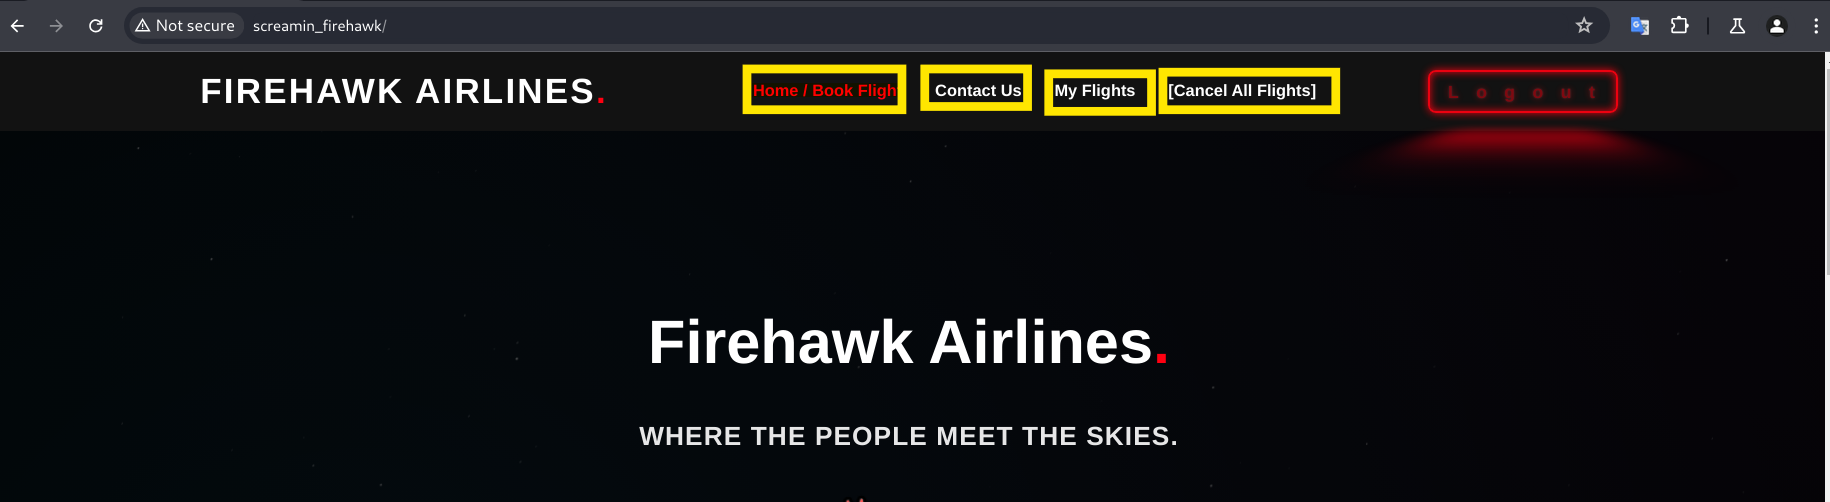 Not secure screamin_firehawk/
FIREHAWK AIRLINES. Home / Book Fligh Contact Us My Flights [Cancel All Flights] Logout
Firehawk Airlines.
WHERE THE PEOPLE MEET THE SKIES.